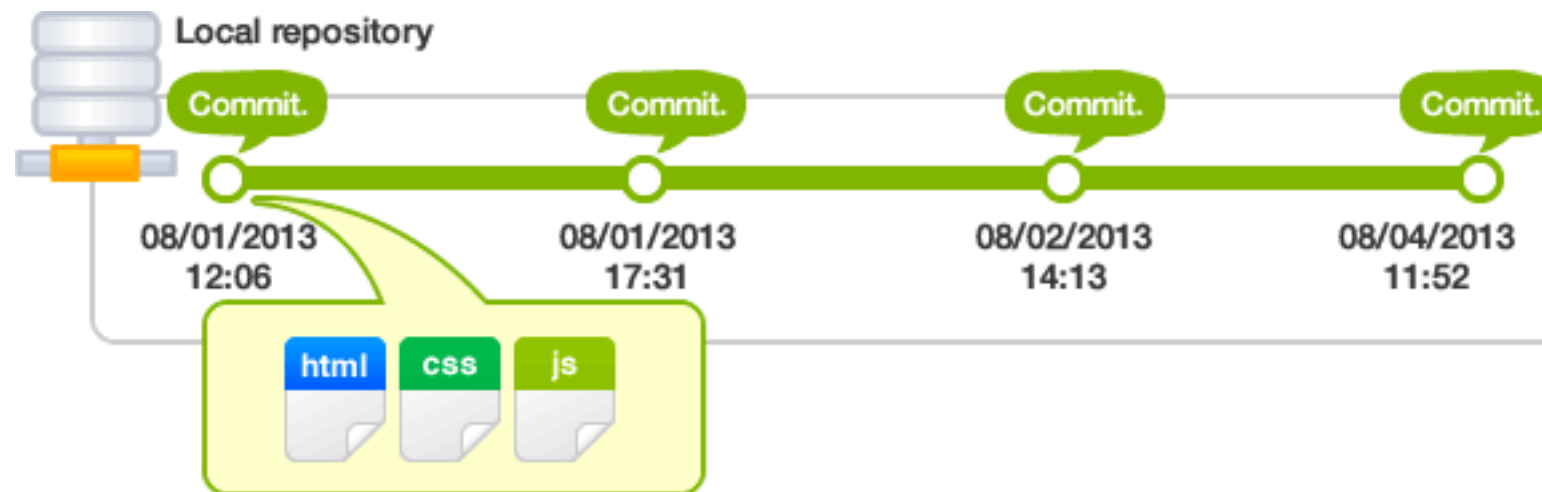 Local repository
Commit.
Commit.
Commit.
Commit.
08/01/2013
12:06
08/01/2013
17:31
08/02/2013
14:13
08/04/2013
11:52
html
css
js